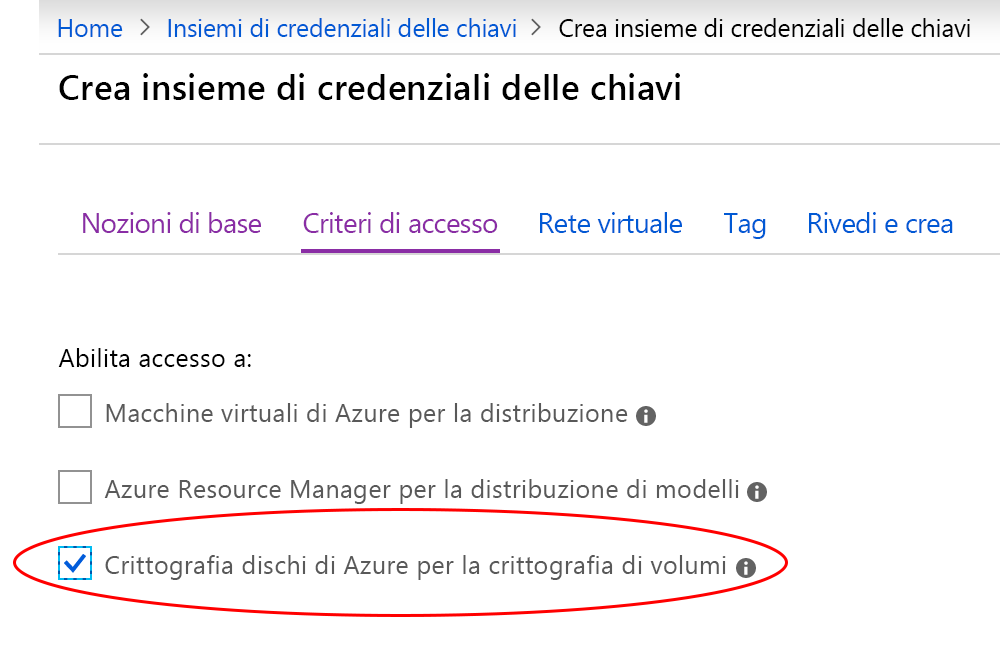 Home > Insiemi di credenziali delle chiavi > Crea insieme di credenziali delle chiavi
Crea insieme di credenziali delle chiavi
Nozioni di base Criteri di accesso Rete virtuale Tag Rivedi e crea
Abilita accesso a:
Macchine virtuali di Azure per la distribuzione
Azure Resource Manager per la distribuzione di modelli
Crittografia dischi di Azure per la crittografia di volumi